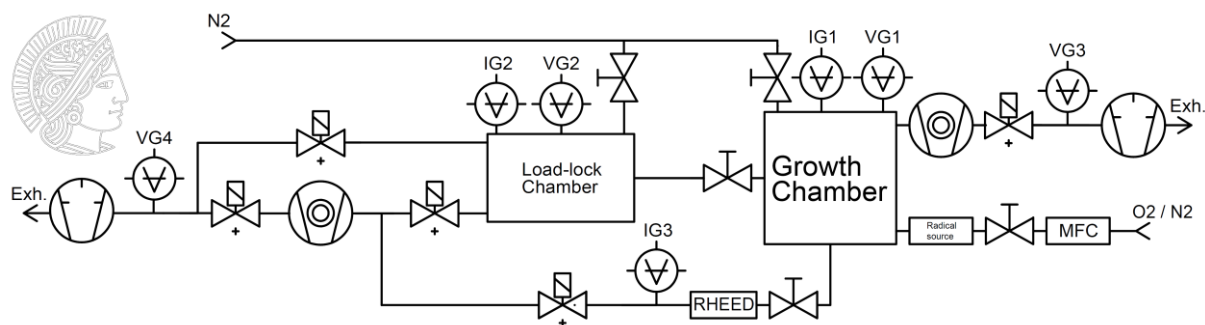 N2
IG2
VG2
IG1
VG1
VG3
Exh.
VG4
Exh.
Load-lock
Chamber
Growth
Chamber
IG3
RHEED
Radical
source
MFC
O2 / N2
+
+
+
+
+